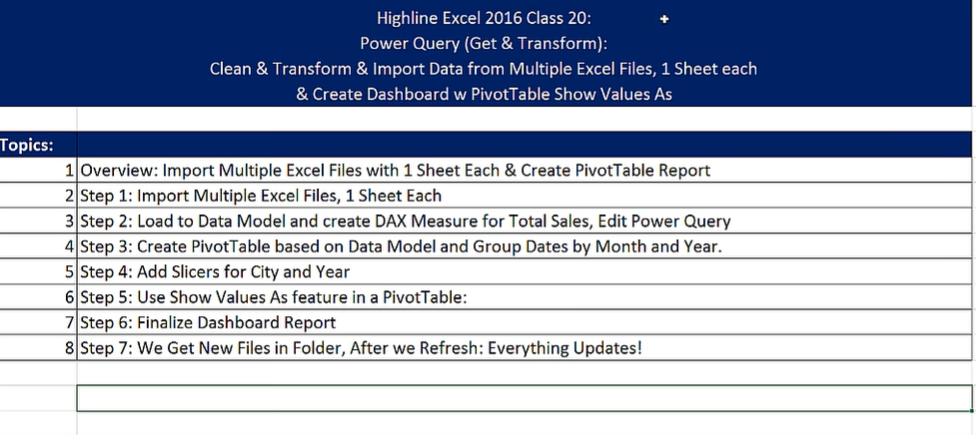 Highline Excel 2016 Class 20:
Power Query (Get & Transform):
Clean & Transform & Import Data from Multiple Excel Files, 1 Sheet each
& Create Dashboard w PivotTable Show Values As
Topics:
1 Overview: Import Multiple Excel Files with 1 Sheet Each & Create PivotTable Report
2 Step 1: Import Multiple Excel Files, 1 Sheet Each
3 Step 2: Load to Data Model and create DAX Measure for Total Sales, Edit Power Query
4 Step 3: Create PivotTable based on Data Model and Group Dates by Month and Year.
5 Step 4: Add Slicers for City and Year
6 Step 5: Use Show Values As feature in a PivotTable:
7 Step 6: Finalize Dashboard Report
8 Step 7: We Get New Files in Folder, After we Refresh: Everything Updates!